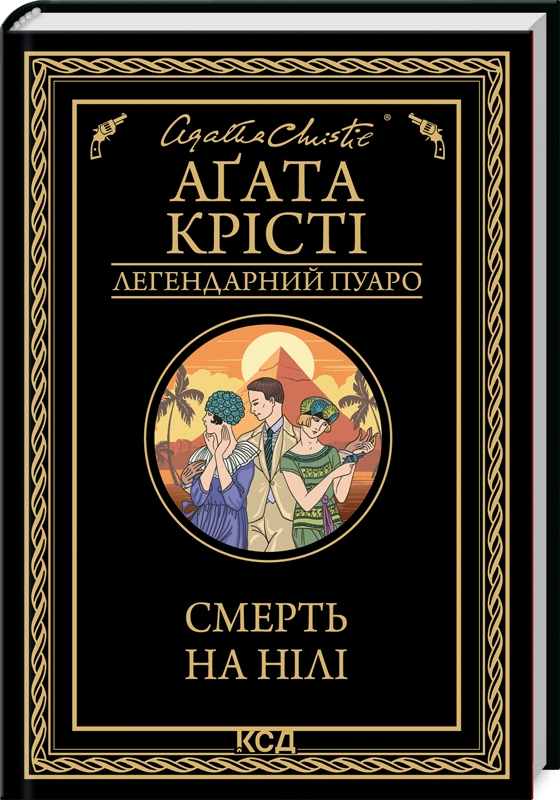 Agatha Christie®
АҐАТА
КРІСТІ
ЛЕГЕНДАРНИЙ ПУАРО
СМЕРТЬ
НА НІЛІ
КСД